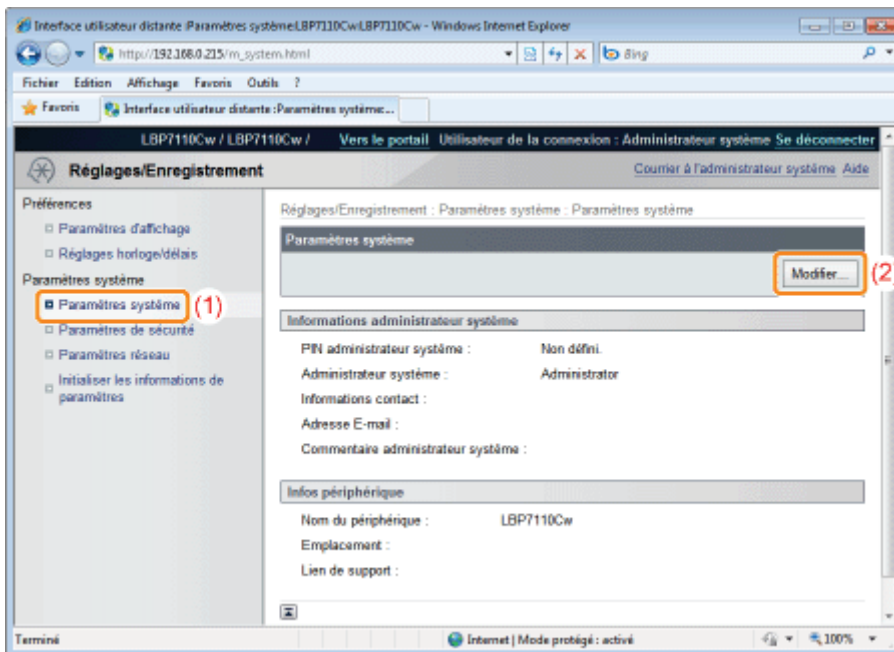 Interface utilisateur distante :Paramètres système:LBP7110Cw:LBP7110Cw - Windows Internet Explorer
http://192.168.0.215/m_system.html
Bing
Fichier Edition Affichage Favoris Outils ?
Favoris Interface utilisateur distante :Paramètres système:...
LBP7110Cw / LBP7110Cw / Vers le portail Utilisateur de la connexion : Administrateur système Se déconnecter
Réglages/Enregistrement Courrier à l'administrateur système Aide
Préférences
Paramètres d'affichage
Réglages horloge/délais
Paramètres système
Paramètres système (1)
Paramètres de sécurité
Paramètres réseau
Initialiser les informations de
paramètres
Réglages/Enregistrement : Paramètres système : Paramètres système
Paramètres système
Modifier... (2)
Informations administrateur système
PIN administrateur système : Non défini.
Administrateur système : Administrator
Informations contact :
Adresse E-mail :
Commentaire administrateur système :
Infos périphérique
Nom du périphérique : LBP7110Cw
Emplacement :
Lien de support :
Terminé Internet | Mode protégé : activé 100%